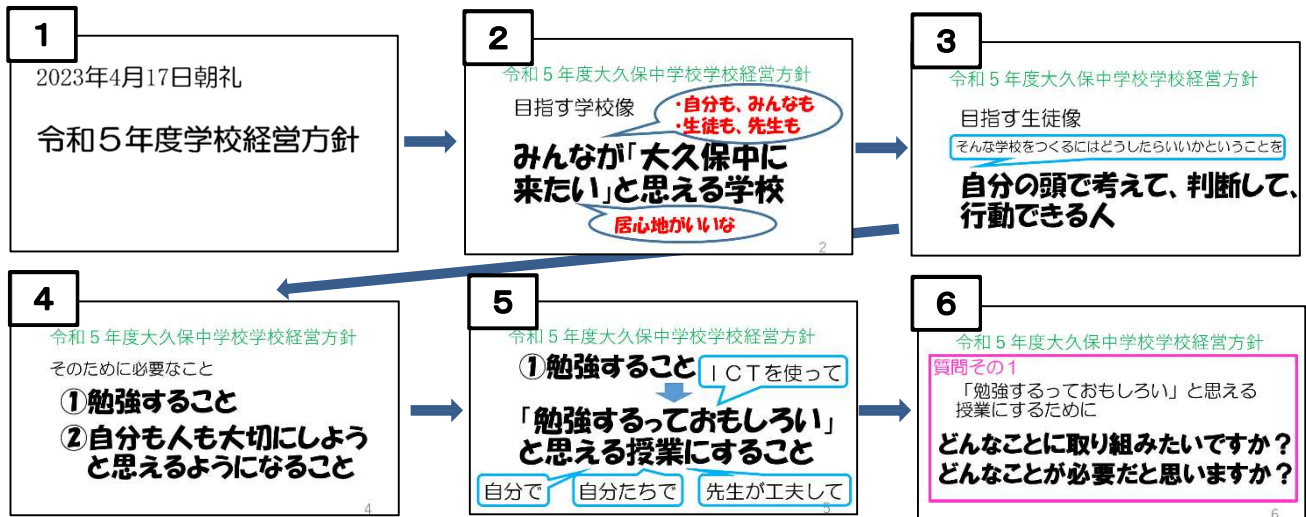 1
2023年4月17日朝礼
令和5年度学校経営方針
2
令和5年度大久保中学校学校経営方針
目指す学校像
・自分も、みんなも
・生徒も、先生も
みんなが「大久保中に
来たい」と思える学校
居心地がいいな
2
3
令和5年度大久保中学校学校経営方針
目指す生徒像
そんな学校をつくるにはどうしたらいいかということを
自分の頭で考えて、判断して、
行動できる人
4
令和5年度大久保中学校学校経営方針
そのために必要なこと
①勉強すること
②自分も人も大切にしよう
と思えるようになること
4
5
令和5年度大久保中学校学校経営方針
①勉強すること
ICTを使って
「勉強するっておもしろい」
と思える授業にすること
自分で
自分たちで
先生が工夫して
5
6
令和5年度大久保中学校学校経営方針
質問その1
「勉強するっておもしろい」と思える
授業にするために
どんなことに取り組みたいですか?
どんなことが必要だと思いますか?
6